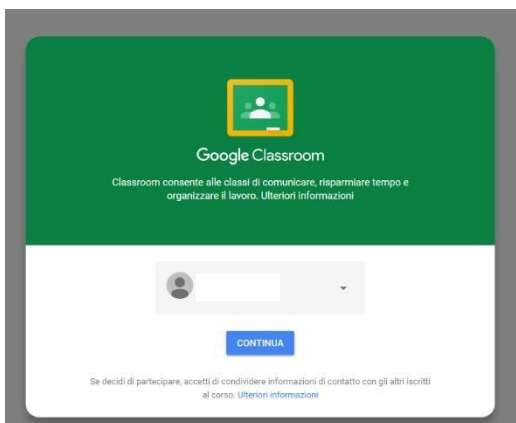 Google Classroom
Classroom consente alle classi di comunicare, risparmiare tempo e
organizzare il lavoro. Ulteriori informazioni
CONTINUA
Se decidi di partecipare, accetti di condividere informazioni di contatto con gli altri iscritti
al corso. Ulteriori informazioni